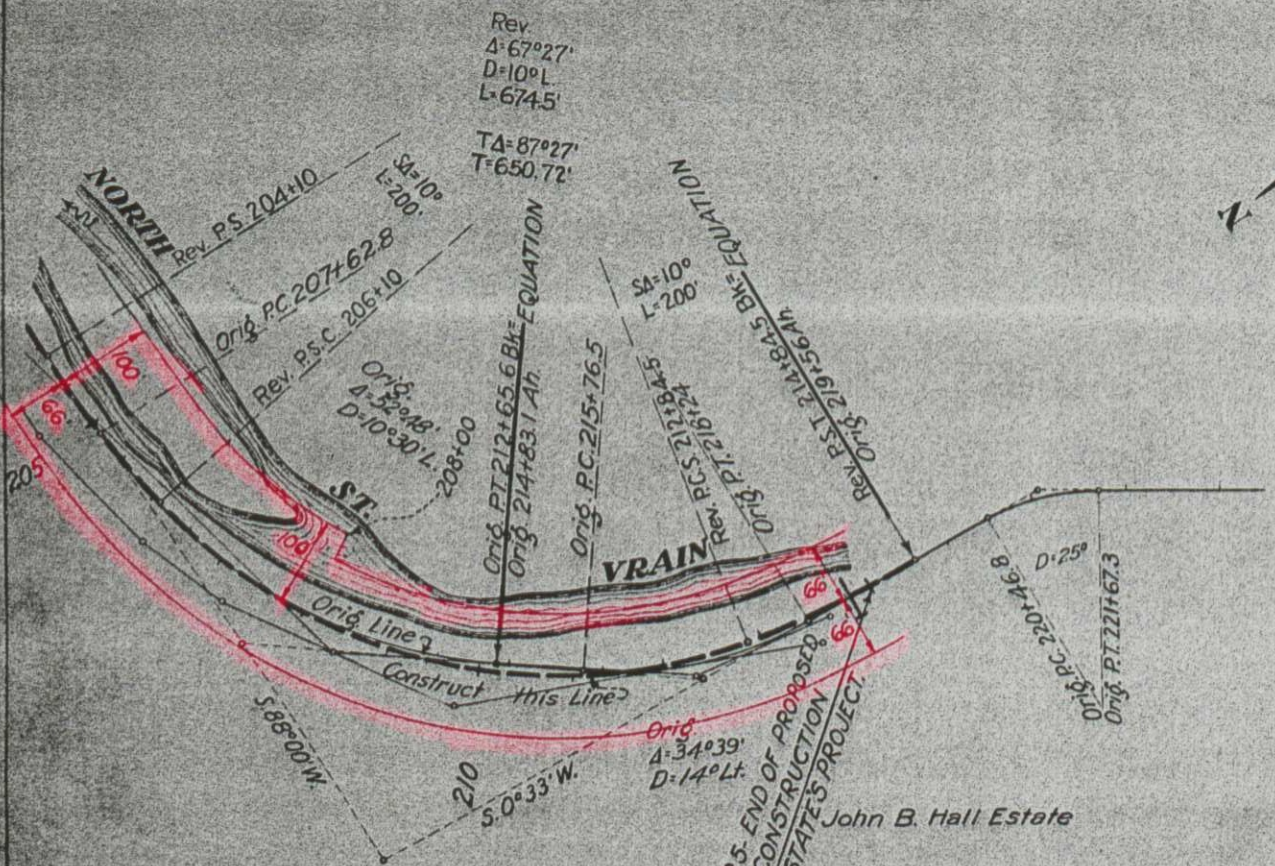 Rev.
Δ=67°27'
D=10°L.
L=674.5'
TΔ=87°27'
T=650.72'
NORTH
Rev. P.S. 204+10
SΔ=10°
L=200'
Orig. P.C. 207+62.8
Rev. P.S.C. 206+10
Orig.
Δ=52°48'
D=10°30'L.
208+00
Orig. P.T. 212+65.6 Bk.= EQUATION
Orig. 214+83.1 Ah.
Orig. P.C. 215+76.5
SΔ=10°
L=200'
Rev. P.C.S. 212+84.5
Orig. P.T. 218+24
Rev. P.S.T. 214+84.5 Bk.= EQUATION
Orig. 219+56 Ah.
N
100
66
205
ST.
100
VRAIN
66
66
D=25°
Orig. P.C. 220+46.8
Orig. P.T. 221+67.3
Orig. Line
Construct this Line
Orig.
Δ=34°39'
D=14°Lt.
S.88°00'W.
210
S.0°33'W.
END OF PROPOSED
CONSTRUCTION
STATE'S PROJECT
John B. Hall Estate